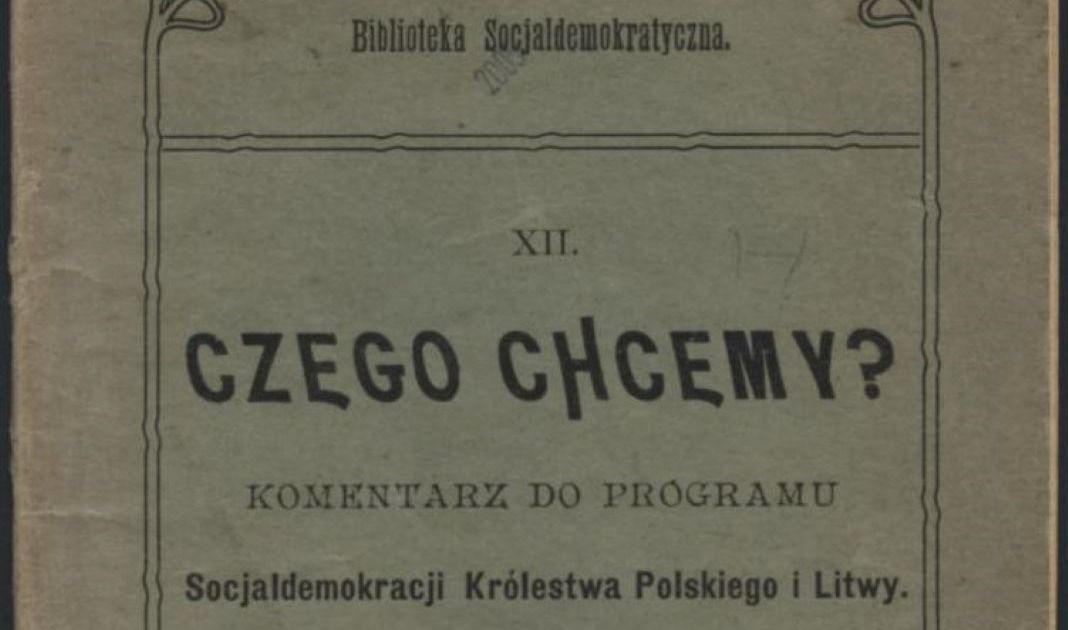 Biblioteka Socjaldemokratyczna.
XII.
CZEGO CHCEMY?
KOMENTARZ DO PROGRAMU
Socjaldemokracji Królestwa Polskiego i Litwy.